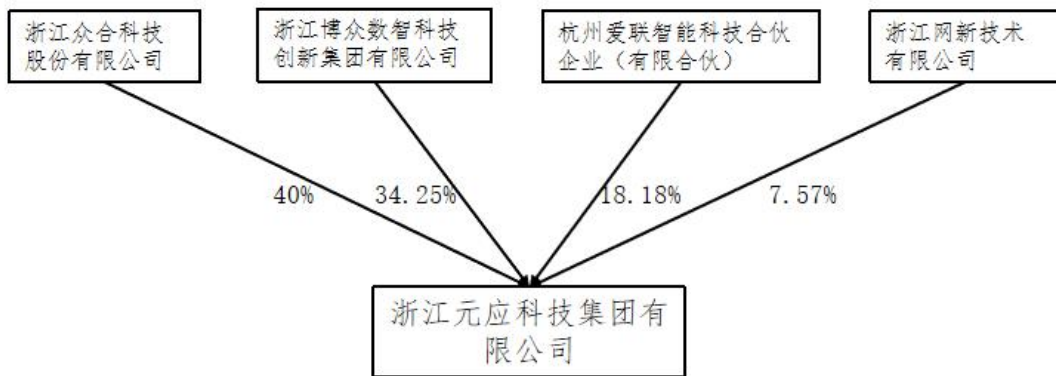 浙江众合科技
股份有限公司
浙江博众数智科技
创新集团有限公司
杭州爱联智能科技合伙
企业（有限合伙）
浙江网新技术
有限公司
40%
34.25%
18.18%
7.57%
浙江元应科技集团有
限公司